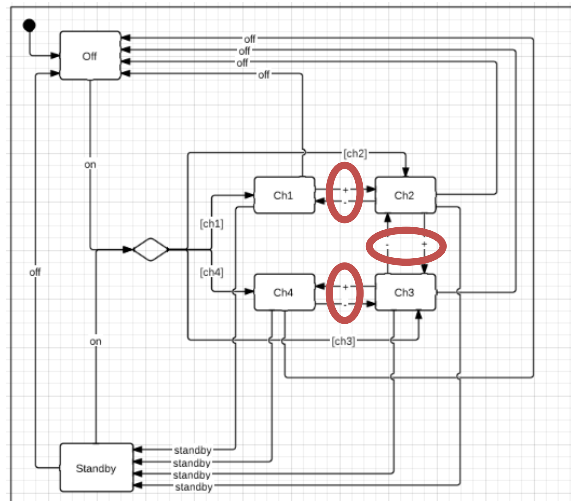 off
off
Off
off
off
on
[ch2]
Ch1
+
-
Ch2
[ch1]
-
+
off
[ch4]
Ch4
+
-
Ch3
on
[ch3]
standby
standby
Standby
standby
standby